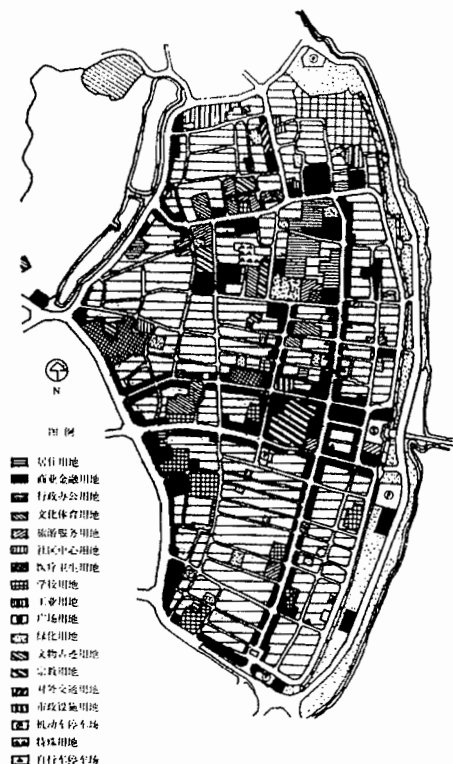 N
图例
居住用地
商业金融用地
行政办公用地
文化体育用地
旅游服务用地
社区中心用地
医疗卫生用地
学校用地
工业用地
广场用地
绿化用地
文物古迹用地
宗教用地
对外交通用地
市政设施用地
机动车停车场
特殊用地
自行车停车场